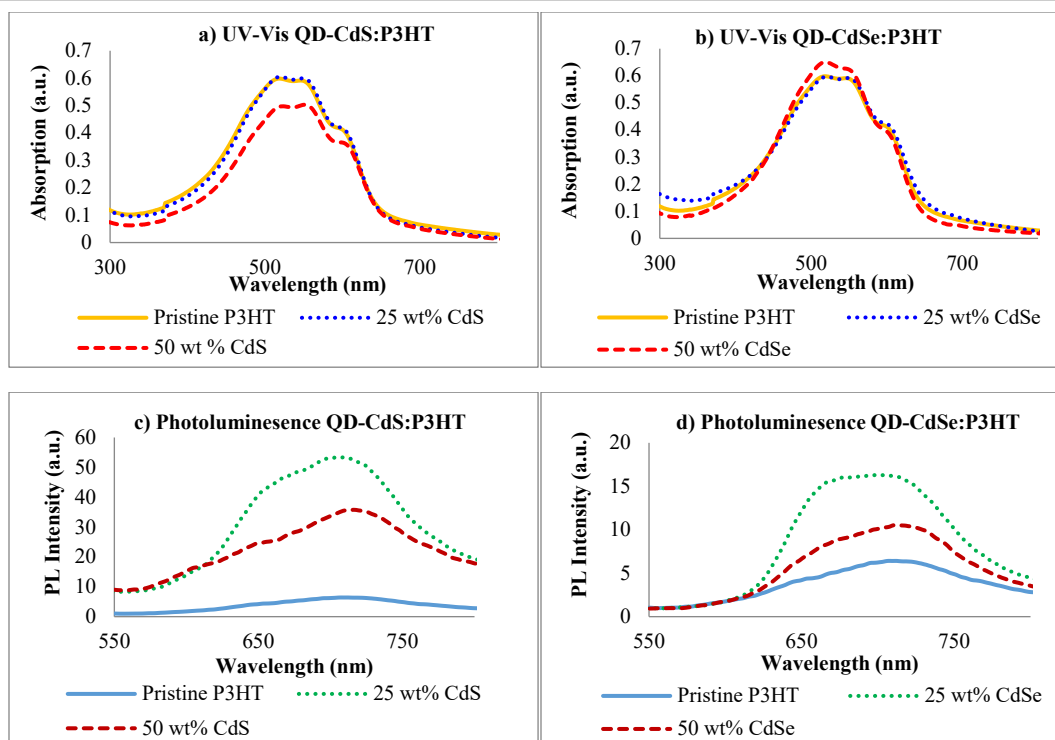 a) UV-Vis QD-CdS:P3HT
Absorption (a.u.)
0.7
0.6
0.5
0.4
0.3
0.2
0.1
0
300
500
700
Wavelength (nm)
Pristine P3HT
25 wt% CdS
50 wt % CdS
b) UV-Vis QD-CdSe:P3HT
Absorption (a.u.)
0.7
0.6
0.5
0.4
0.3
0.2
0.1
0
300
500
700
Wavelength (nm)
Pristine P3HT
25 wt% CdSe
50 wt% CdSe
c) Photoluminesence QD-CdS:P3HT
PL Intensity (a.u.)
60
50
40
30
20
10
0
550
650
750
Wavelength (nm)
Pristine P3HT
25 wt% CdS
50 wt% CdS
d) Photoluminesence QD-CdSe:P3HT
PL Intensity (a.u.)
20
15
10
5
0
550
650
750
Wavelength (nm)
Pristine P3HT
25 wt% CdSe
50 wt% CdSe